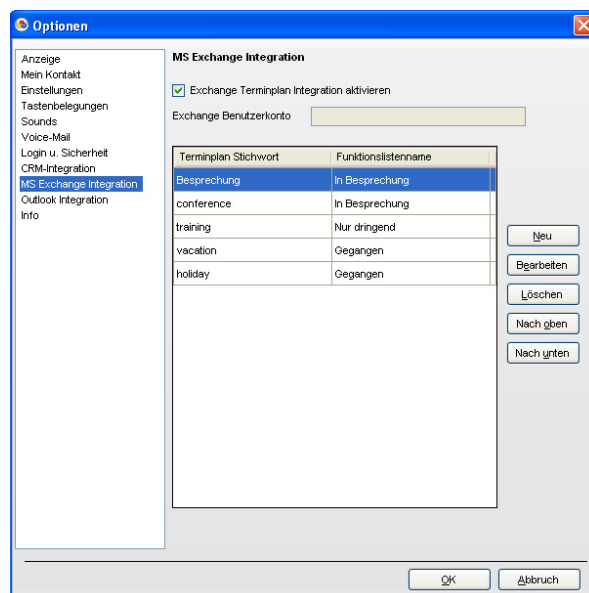 Optionen
Anzeige
Mein Kontakt
Einstellungen
Tastenbelegungen
Sounds
Voice-Mail
Login u. Sicherheit
CRM-Integration
MS Exchange Integration
Outlook Integration
Info
MS Exchange Integration
Exchange Terminplan Integration aktivieren
Exchange Benutzerkonto
Terminplan Stichwort Funktionslistenname
Besprechung In Besprechung
conference In Besprechung
training Nur dringend
vacation Gegangen
holiday Gegangen
Neu
Bearbeiten
Löschen
Nach oben
Nach unten
OK Abbruch